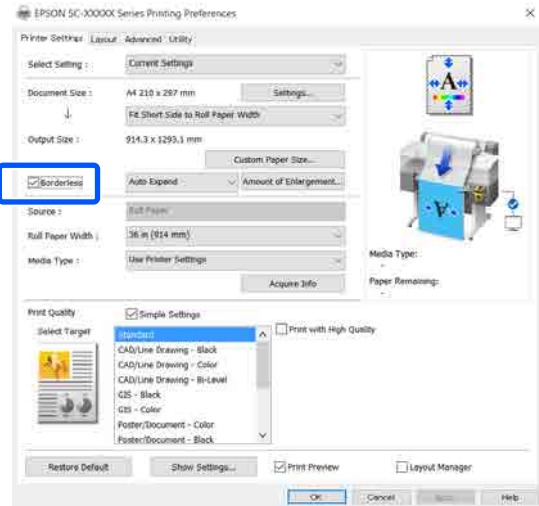 EPSON SC-XXXXX Series Printing Preferences
Printer Settings Layout Advanced Utility
Select Setting : Current Settings
Document Size : A4 210 x 297 mm Settings...
Fit Short Side to Roll Paper Width
Output Size : 914.3 x 1293.1 mm
Custom Paper Size...
Borderless Auto Expand Amount of Enlargement...
Source : Roll Paper
Roll Paper Width : 36 in (914 mm)
Media Type : Use Printer Settings
Acquire Info
A
A
Media Type:
-
Paper Remaining:
-
Print Quality Simple Settings
Select Target Standard Print with High Quality
CAD/Line Drawing - Black
CAD/Line Drawing - Color
CAD/Line Drawing - Bi-Level
GIS - Black
GIS - Color
Poster/Document - Color
Poster/Document - Black
Restore Default Show Settings... Print Preview Layout Manager
OK Cancel Help